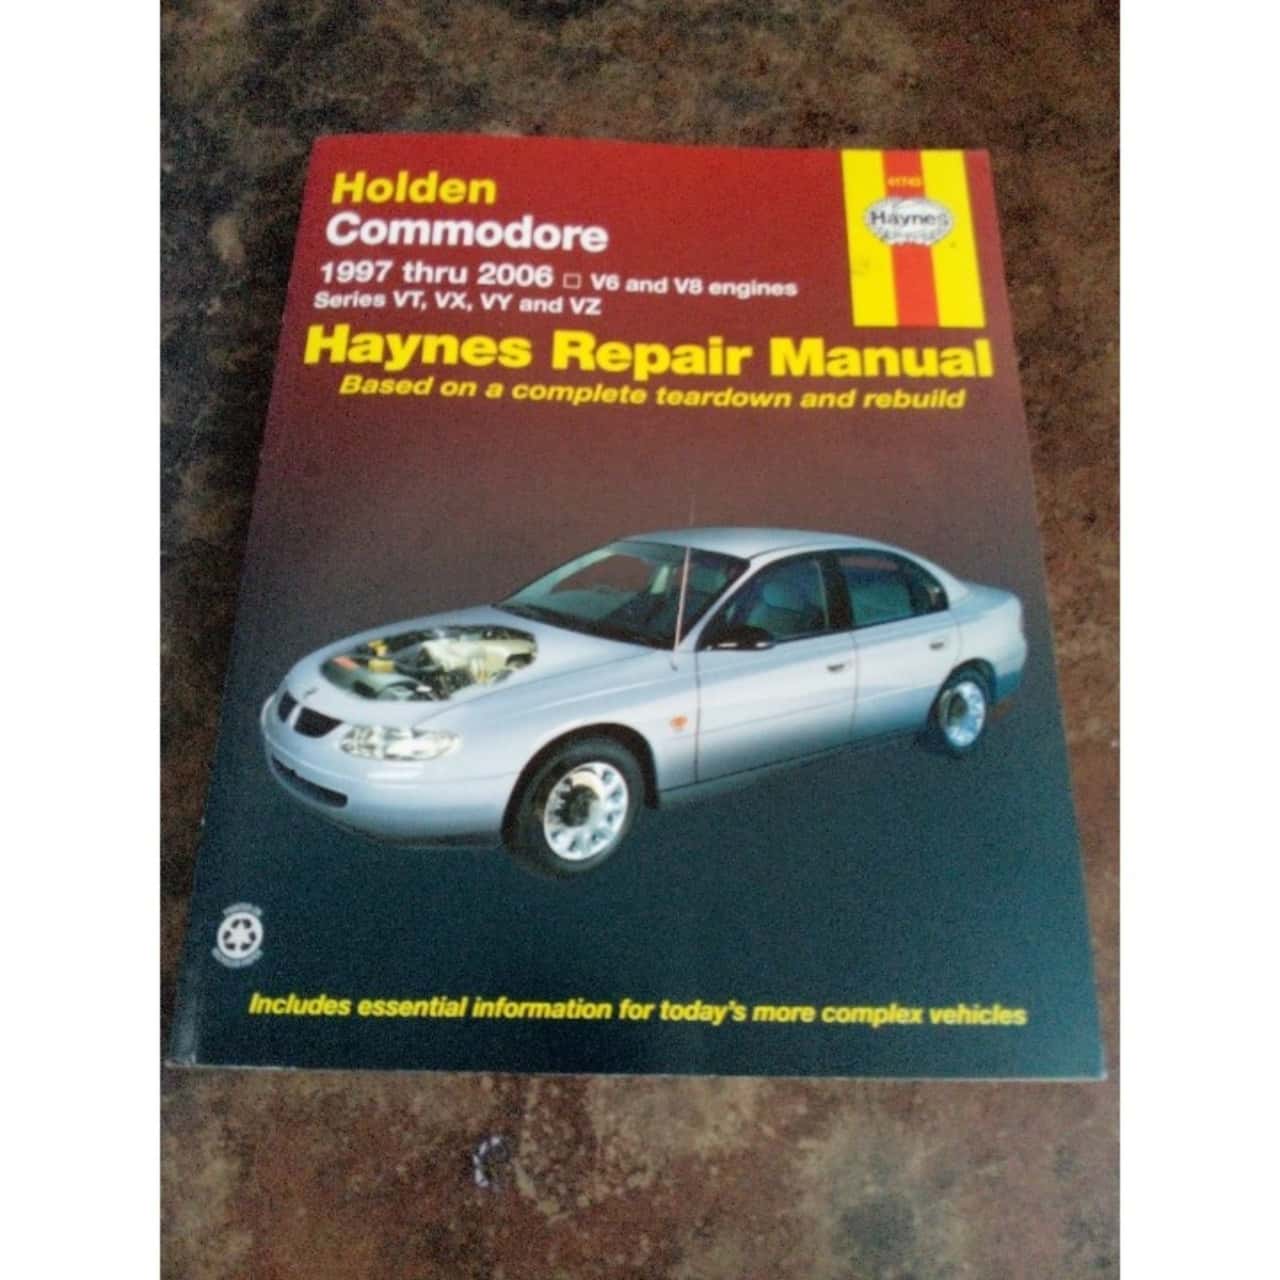 Holden
41743
Commodore
Haynes
1997 thru 2006 □ V6 and V8 engines
Series VT, VX, VY and VZ
Haynes Repair Manual
Based on a complete teardown and rebuild
Includes essential information for today's more complex vehicles